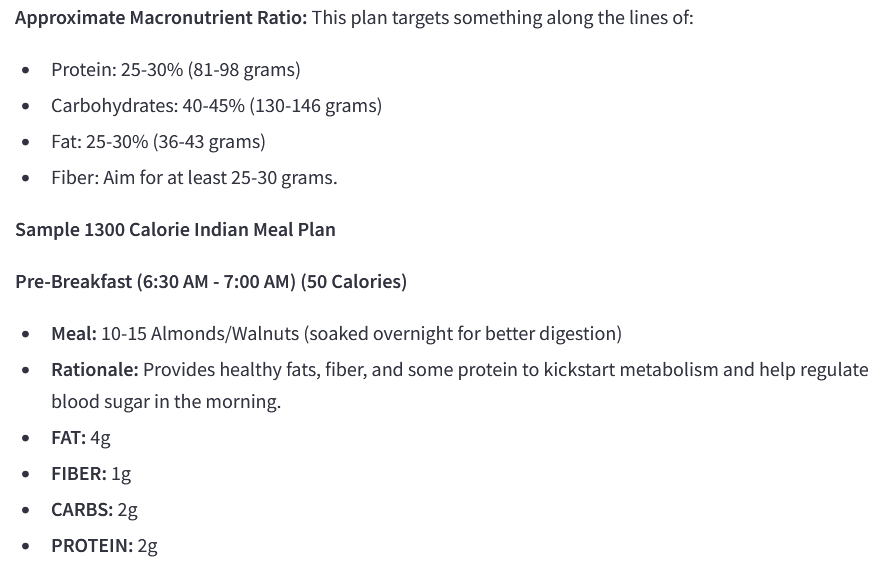 Approximate Macronutrient Ratio: This plan targets something along the lines of:
• Protein: 25-30% (81-98 grams)
• Carbohydrates: 40-45% (130-146 grams)
• Fat: 25-30% (36-43 grams)
• Fiber: Aim for at least 25-30 grams.
Sample 1300 Calorie Indian Meal Plan
Pre-Breakfast (6:30 AM - 7:00 AM) (50 Calories)
• Meal: 10-15 Almonds/Walnuts (soaked overnight for better digestion)
• Rationale: Provides healthy fats, fiber, and some protein to kickstart metabolism and help regulate
blood sugar in the morning.
• FAT: 4g
• FIBER: 1g
• CARBS: 2g
• PROTEIN: 2g